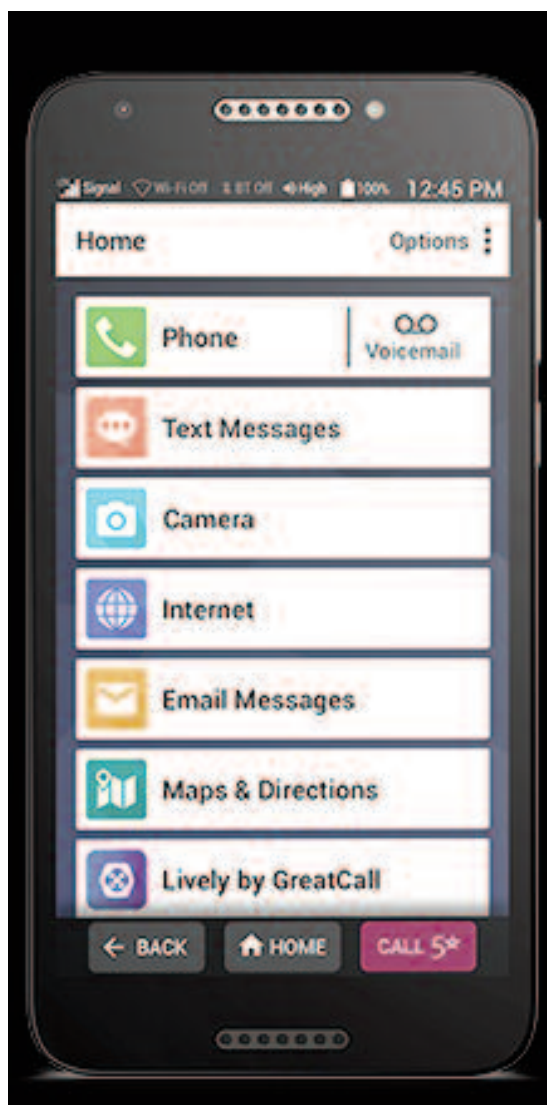 Signal Wi-Fi Off BT Off High 100% 12:45 PM
Home Options
Phone Voicemail
Text Messages
Camera
Internet
Email Messages
Maps & Directions
Lively by GreatCall
BACK HOME CALL 5*